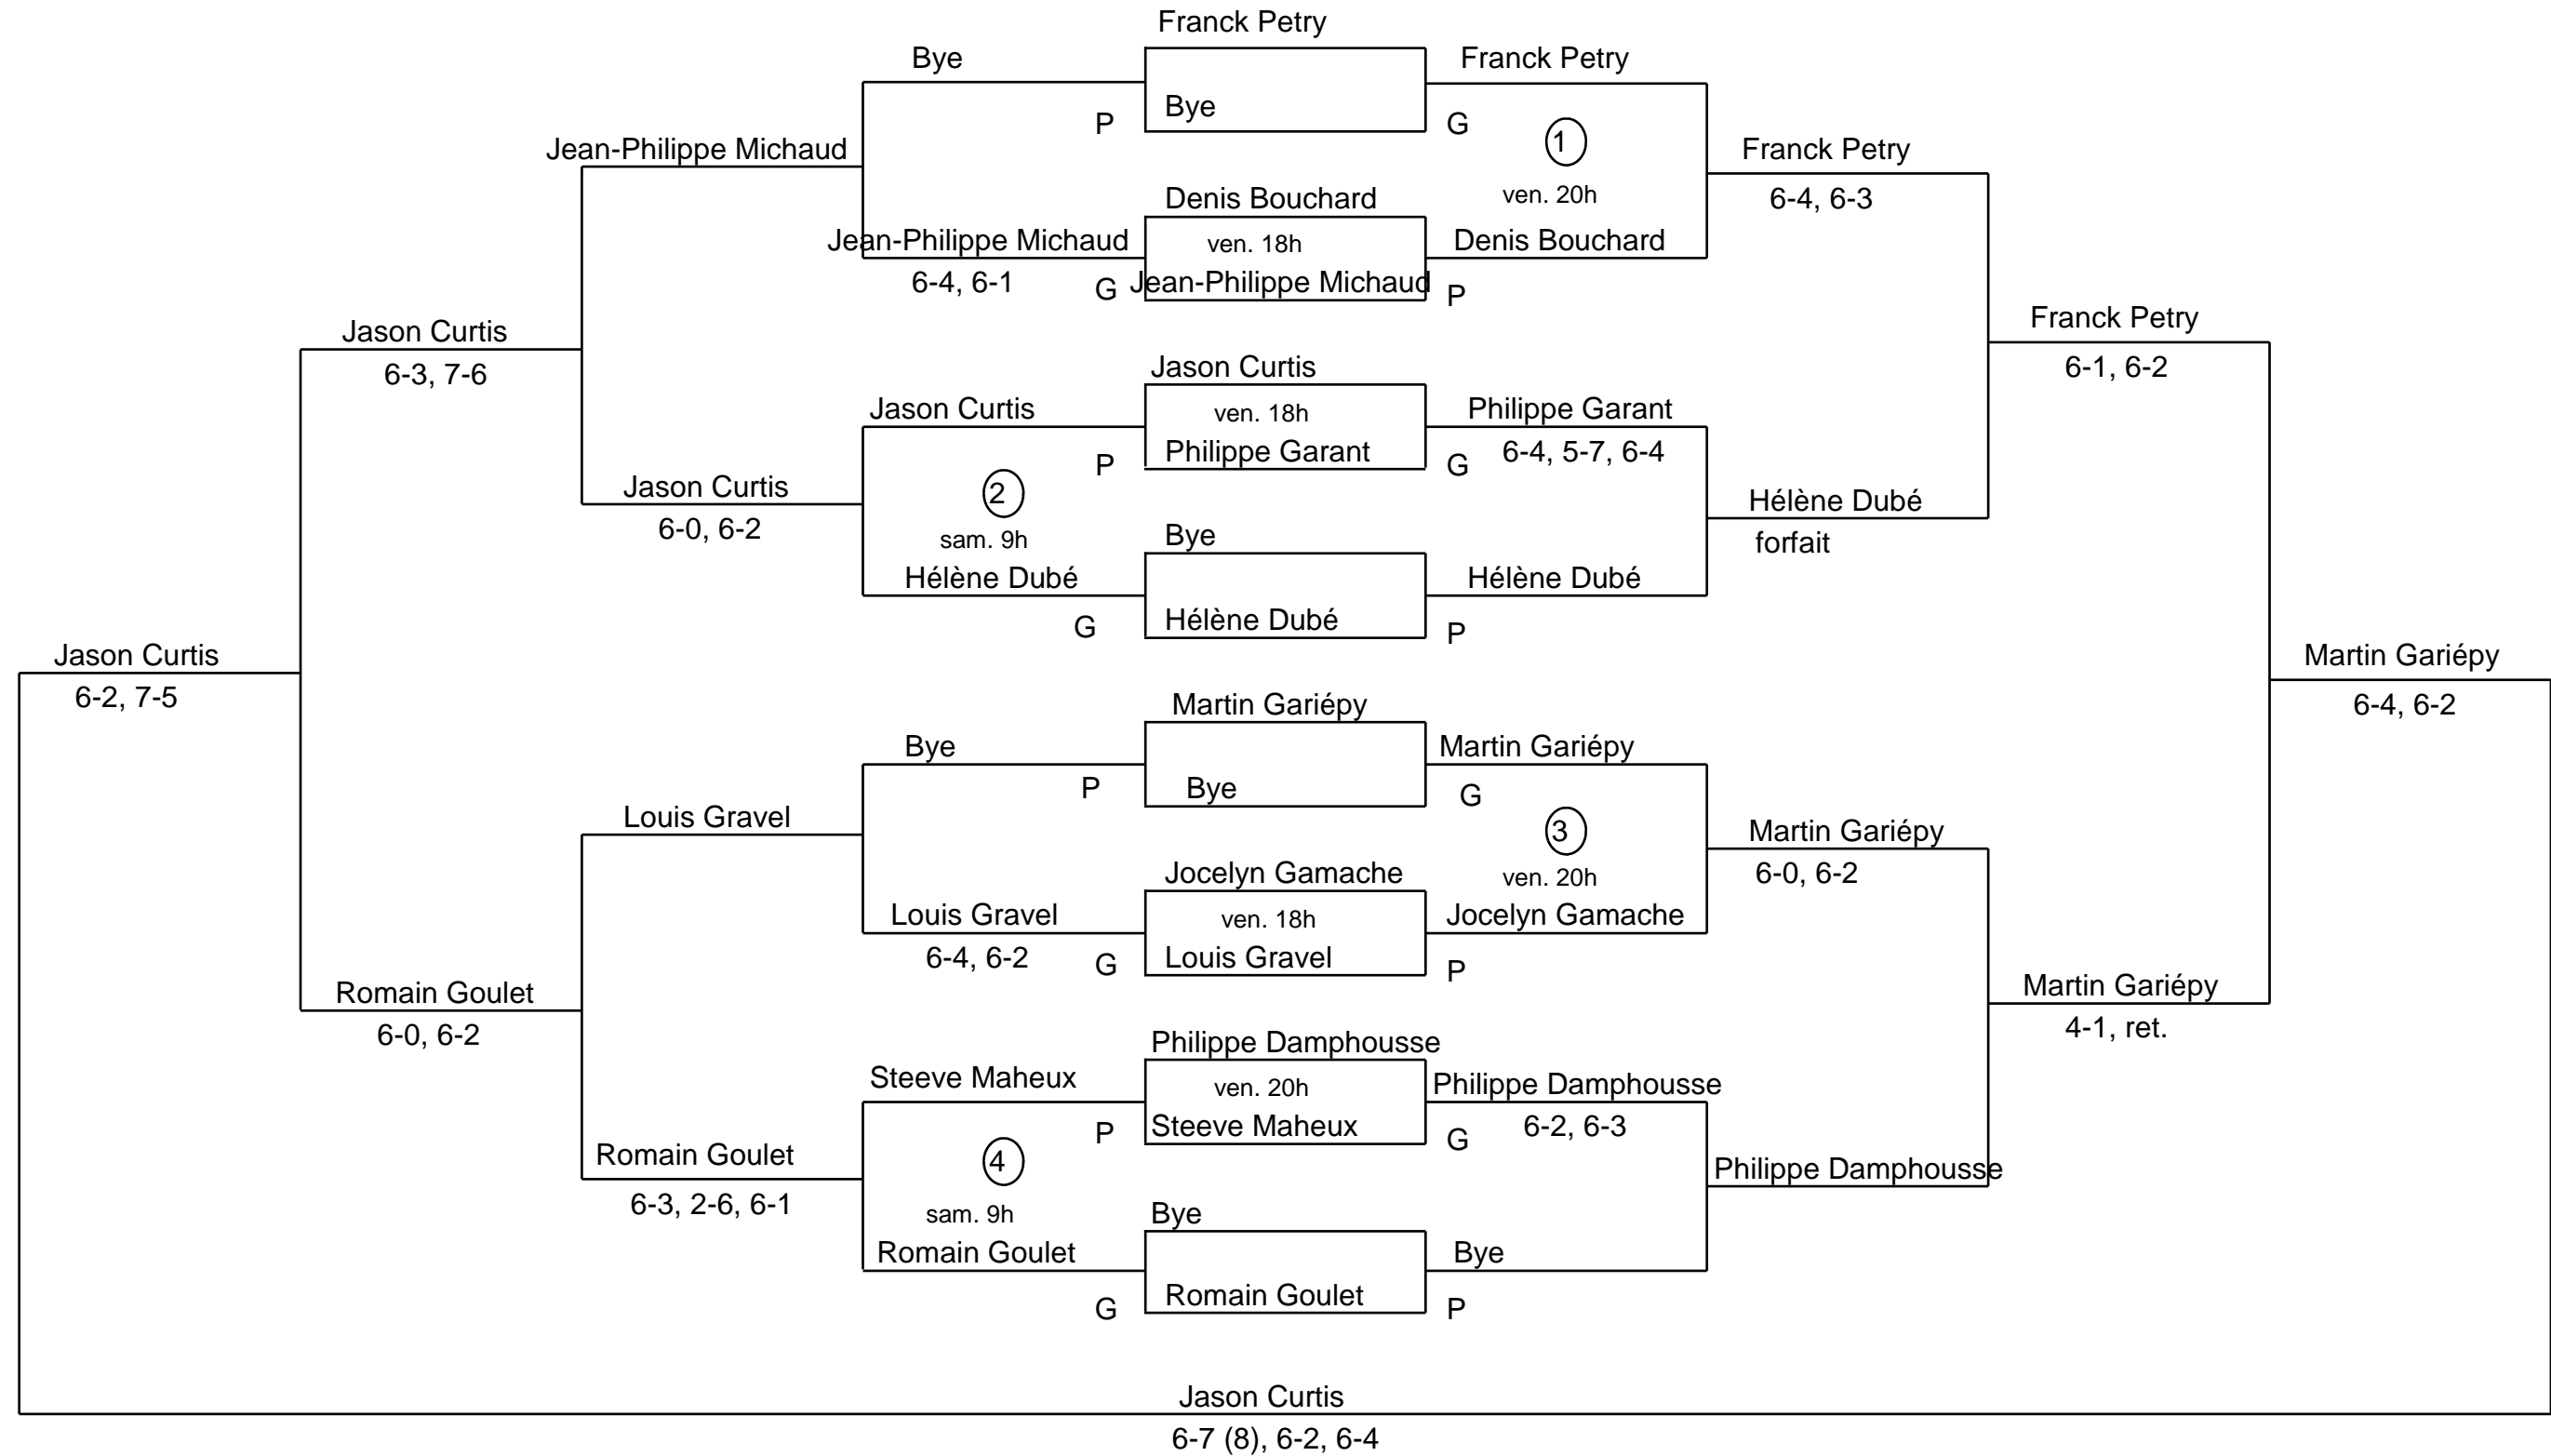 Franck Petry
Bye
Franck Petry
Bye
P
G
1
Jean-Philippe Michaud
Franck Petry
Denis Bouchard
ven. 20h
6-4, 6-3
Jean-Philippe Michaud
ven. 18h
Denis Bouchard
6-4, 6-1
G
Jean-Philippe Michaud
P
Jason Curtis
6-3, 7-6
Franck Petry
6-1, 6-2
Jason Curtis
Jason Curtis
ven. 18h
Philippe Garant
P
Philippe Garant
G
6-4, 5-7, 6-4
Jason Curtis
6-0, 6-2
2
Hélène Dubé
forfait
sam. 9h
Bye
Hélène Dubé
Hélène Dubé
G
Hélène Dubé
P
Jason Curtis
6-2, 7-5
Martin Gariépy
6-4, 6-2
Martin Gariépy
Bye
Martin Gariépy
P
Bye
G
Louis Gravel
3
Martin Gariépy
6-0, 6-2
Jocelyn Gamache
ven. 20h
Louis Gravel
ven. 18h
Jocelyn Gamache
6-4, 6-2
G
Louis Gravel
P
Romain Goulet
6-0, 6-2
Martin Gariépy
4-1, ret.
Philippe Damphousse
Steeve Maheux
ven. 20h
Philippe Damphousse
P
Steeve Maheux
G
6-2, 6-3
Romain Goulet
6-3, 2-6, 6-1
4
Philippe Damphousse
sam. 9h
Bye
Romain Goulet
Bye
G
Romain Goulet
P
Jason Curtis
6-7 (8), 6-2, 6-4